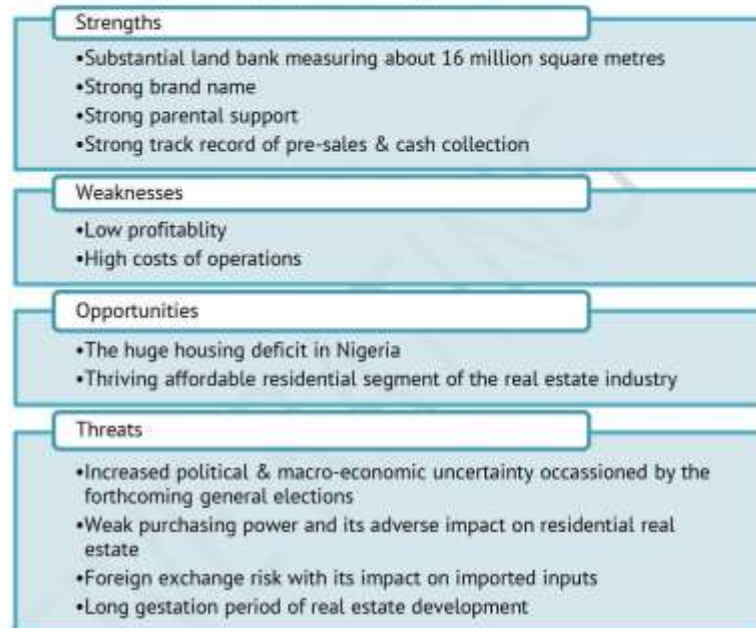 Strengths
•Substantial land bank measuring about 16 million square metres
•Strong brand name
•Strong parental support
•Strong track record of pre-sales & cash collection
Weaknesses
•Low profitablity
•High costs of operations
Opportunities
•The huge housing deficit in Nigeria
•Thriving affordable residential segment of the real estate industry
Threats
•Increased political & macro-economic uncertainty occassioned by the
forthcoming general elections
•Weak purchasing power and its adverse impact on residential real
estate
•Foreign exchange risk with its impact on imported inputs
•Long gestation period of real estate development